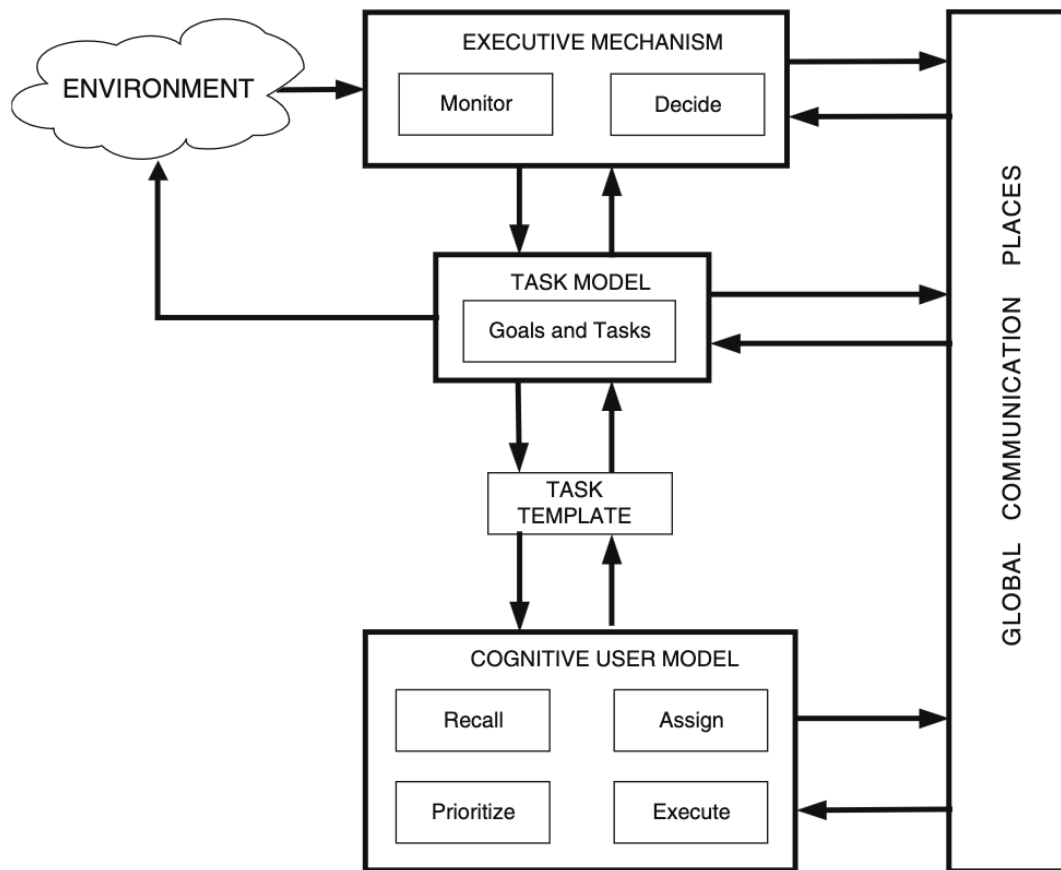 ENVIRONMENT
EXECUTIVE MECHANISM
Monitor
Decide
TASK MODEL
Goals and Tasks
TASK
TEMPLATE
COGNITIVE USER MODEL
Recall
Assign
Prioritize
Execute
GLOBAL COMMUNICATION PLACES